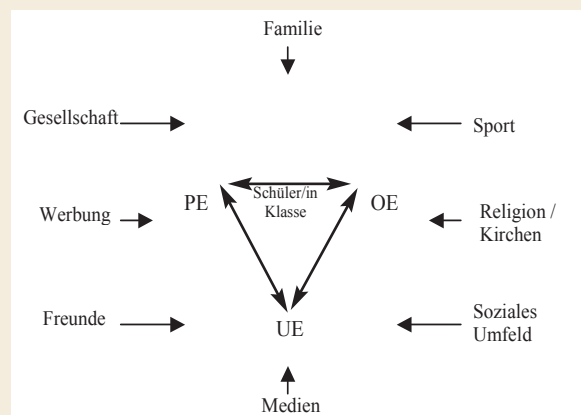 Familie
Gesellschaft
Sport
Schüler/in
Klasse
PE
OE
Werbung
Religion /
Kirchen
Freunde
UE
Soziales
Umfeld
Medien